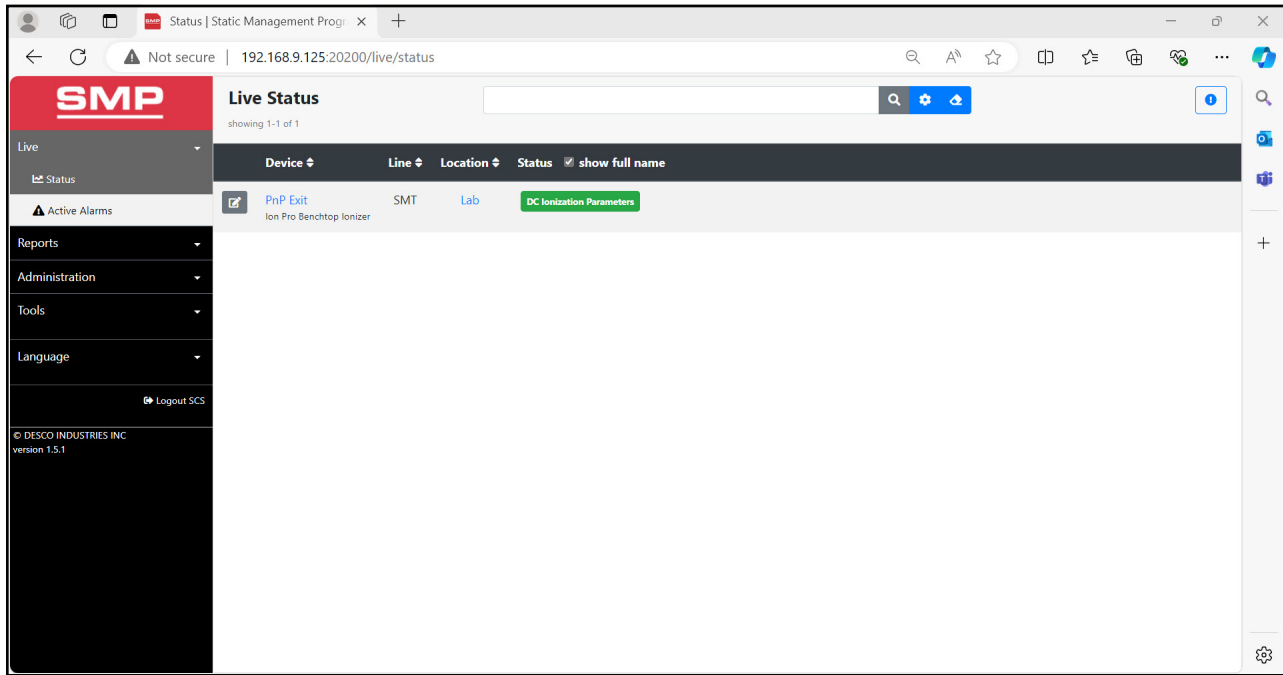 Status | Static Management Progr
Not secure | 192.168.9.125:20200/live/status
SMP
Live Status
showing 1-1 of 1
Live
Status
Active Alarms
Reports
Administration
Tools
Language
Logout SCS
© DESCO INDUSTRIES INC
version 1.5.1
Device Line Location Status show full name
PnP Exit SMT Lab DC Ionization Parameters
Ion Pro Benchtop Ionizer